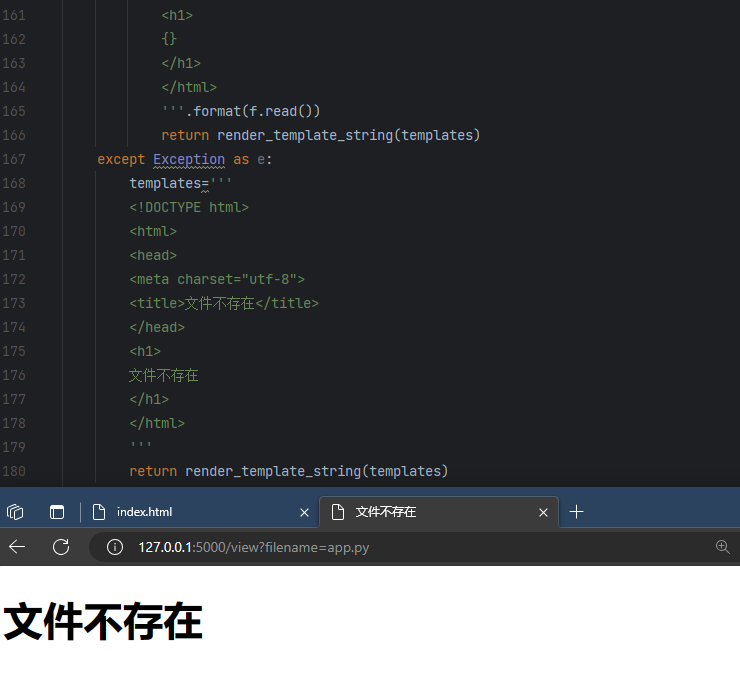 161 <h1>
162 {}
163 </h1>
164 </html>
165 '''.format(f.read())
166 return render_template_string(templates)
167 except Exception as e:
168 templates='''
169 <!DOCTYPE html>
170 <html>
171 <head>
172 <meta charset="utf-8">
173 <title>文件不存在</title>
174 </head>
175 <h1>
176 文件不存在
177 </h1>
178 </html>
179 '''
180 return render_template_string(templates)
index.html 文件不存在
127.0.0.1:5000/view?filename=app.py
文件不存在